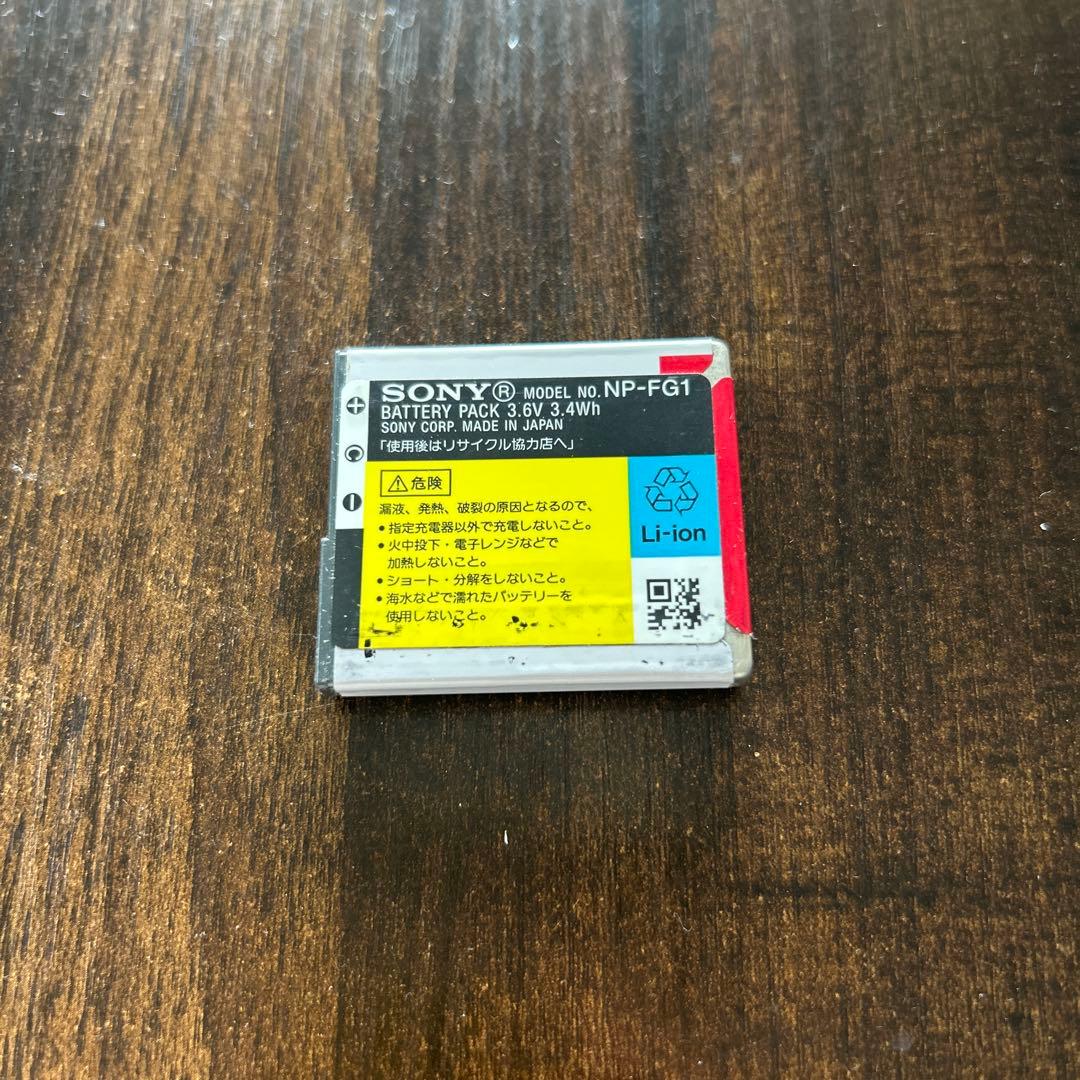 SONY® MODEL NO. NP-FG1
BATTERY PACK 3.6V 3.4Wh
SONY CORP. MADE IN JAPAN
「使用後はリサイクル協力店へ」
⚠危険
漏液、発熱、破裂の原因となるので、
●指定充電器以外で充電しないこと。
●火中投下・電子レンジなどで
加熱しないこと。
●ショート・分解をしないこと。
●海水などで濡れたバッテリーを
使用しないこと。
+
C
-
Li-ion